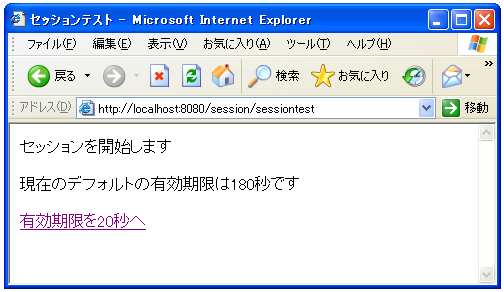 セッションテスト - Microsoft Internet Explorer
ファイル(F) 編集(E) 表示(V) お気に入り(A) ツール(T) ヘルプ(H)
戻る 検索 お気に入り
アドレス(D) http://localhost:8080/session/sessiontest 移動
セッションを開始します
現在のデフォルトの有効期限は180秒です
有効期限を20秒へ